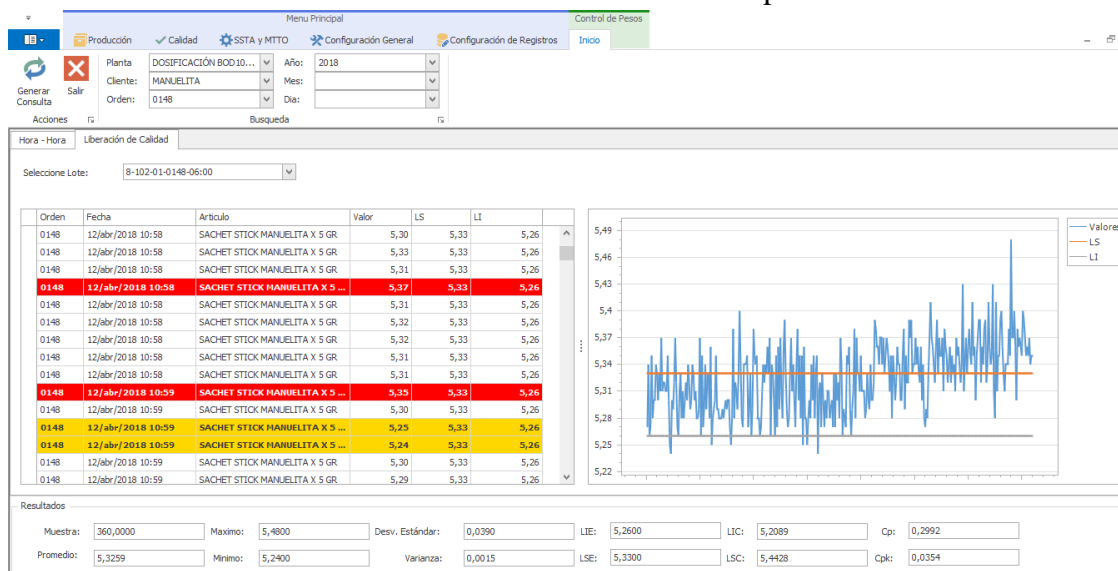 Menu Principal Control de Pesos
Producción Calidad SSTA y MTTO Configuración General Configuración de Registros Inicio
Generar Consulta Salir
Planta DOSIFICACIÓN BOD10... Año: 2018
Cliente: MANUELITA Mes:
Orden: 0148 Dia:
Acciones Busqueda
Hora - Hora Liberación de Calidad
Seleccione Lote: 8-102-01-0148-06:00
Orden Fecha Articulo Valor LS LI
0148 12/abr/2018 10:58 SACHET STICK MANUELITA X 5 GR 5,30 5,33 5,26
0148 12/abr/2018 10:58 SACHET STICK MANUELITA X 5 GR 5,33 5,33 5,26
0148 12/abr/2018 10:58 SACHET STICK MANUELITA X 5 GR 5,31 5,33 5,26
0148 12/abr/2018 10:58 SACHET STICK MANUELITA X 5 ... 5,37 5,33 5,26
0148 12/abr/2018 10:58 SACHET STICK MANUELITA X 5 GR 5,31 5,33 5,26
0148 12/abr/2018 10:58 SACHET STICK MANUELITA X 5 GR 5,32 5,33 5,26
0148 12/abr/2018 10:58 SACHET STICK MANUELITA X 5 GR 5,32 5,33 5,26
0148 12/abr/2018 10:58 SACHET STICK MANUELITA X 5 GR 5,31 5,33 5,26
0148 12/abr/2018 10:58 SACHET STICK MANUELITA X 5 GR 5,31 5,33 5,26
0148 12/abr/2018 10:59 SACHET STICK MANUELITA X 5 ... 5,35 5,33 5,26
0148 12/abr/2018 10:59 SACHET STICK MANUELITA X 5 GR 5,30 5,33 5,26
0148 12/abr/2018 10:59 SACHET STICK MANUELITA X 5 ... 5,25 5,33 5,26
0148 12/abr/2018 10:59 SACHET STICK MANUELITA X 5 ... 5,24 5,33 5,26
0148 12/abr/2018 10:59 SACHET STICK MANUELITA X 5 GR 5,30 5,33 5,26
0148 12/abr/2018 10:59 SACHET STICK MANUELITA X 5 GR 5,29 5,33 5,26
5,49
5,46
5,43
5,4
5,37
5,34
5,31
5,28
5,25
5,22
Valores
LS
LI
Resultados
Muestra: 360,0000 Maximo: 5,4800 Desv. Estándar: 0,0390 LIE: 5,2600 LIC: 5,2089 Cp: 0,2992
Promedio: 5,3259 Minimo: 5,2400 Varianza: 0,0015 LSE: 5,3300 LSC: 5,4428 Cpk: 0,0354